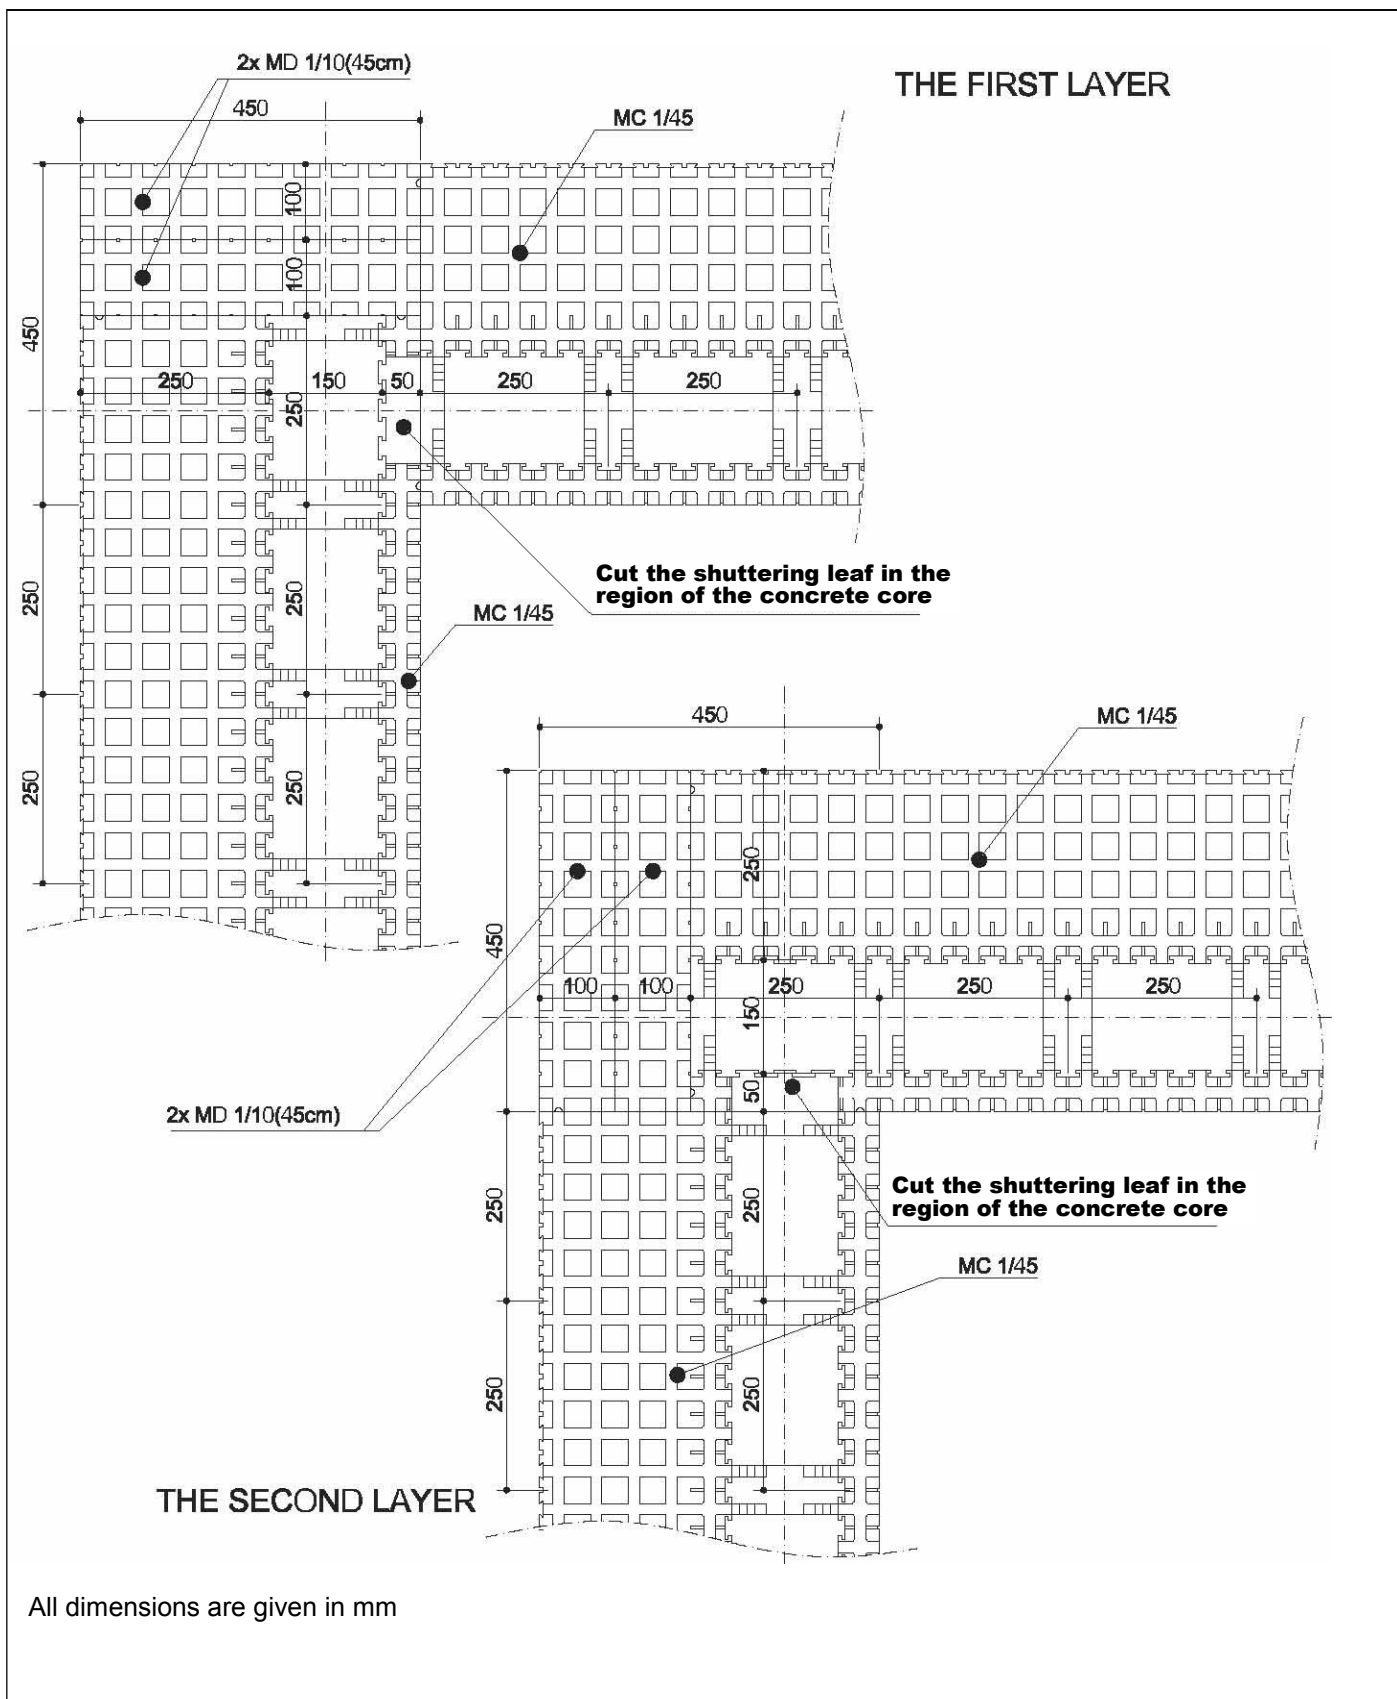 2x MD 1/10(45cm)
THE FIRST LAYER
450
MC 1/45
100
100
450
250
150
50
250
250
250
Cut the shuttering leaf in the
region of the concrete core
250
250
MC 1/45
250
250
450
MC 1/45
250
450
100
100
250
250
250
150
50
2x MD 1/10(45cm)
Cut the shuttering leaf in the
region of the concrete core
250
250
MC 1/45
250
250
THE SECOND LAYER
All dimensions are given in mm